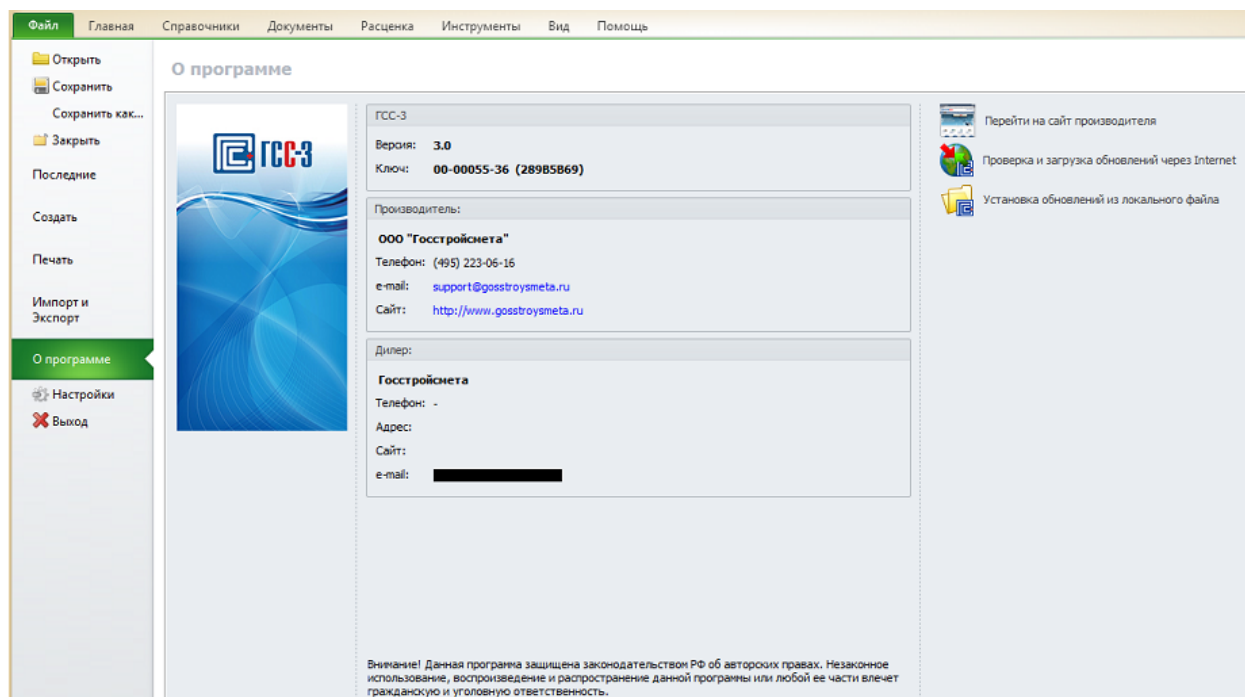 Файл Главная Справочники Документы Расценка Инструменты Вид Помощь
Открыть
Сохранить
Сохранить как...
Закрыть
Последние
Создать
Печать
Импорт и
Экспорт
О программе
Настройки
Выход
О программе
ГСС-3
ГСС-3
Версия: 3.0
Ключ: 00-00055-36 (289B5B69)
Производитель:
ООО "Госстройсмета"
Телефон: (495) 223-06-16
e-mail: support@gosstroysmeta.ru
Сайт: http://www.gosstroysmeta.ru
Дилер:
Госстройсмета
Телефон: -
Адрес:
Сайт:
e-mail:
Внимание! Данная программа защищена законодательством РФ об авторских правах. Незаконное
использование, воспроизведение и распространение данной программы или любой ее части влечет
гражданскую и уголовную ответственность.
Перейти на сайт производителя
Проверка и загрузка обновлений через Internet
Установка обновлений из локального файла